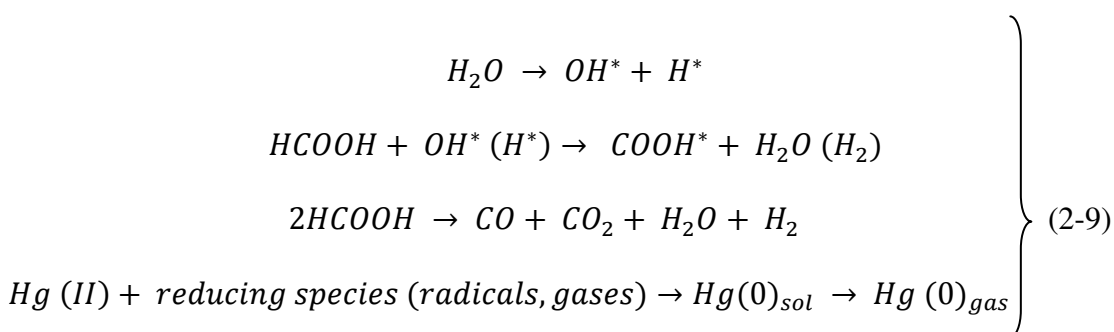 H₂O → OH* + H*
HCOOH + OH* (H*) → COOH* + H₂O (H₂)
2HCOOH → CO + CO₂ + H₂O + H₂ (2-9)
Hg (II) + reducing species (radicals, gases) → Hg(0)ₛₒₗ → Hg (0)gas